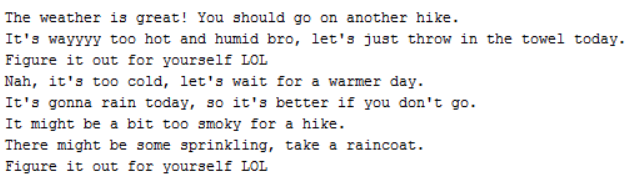 The weather is great! You should go on another hike.
It's wayyyy too hot and humid bro, let's just throw in the towel today.
Figure it out for yourself LOL
Nah, it's too cold, let's wait for a warmer day.
It's gonna rain today, so it's better if you don't go.
It might be a bit too smoky for a hike.
There might be some sprinkling, take a raincoat.
Figure it out for yourself LOL